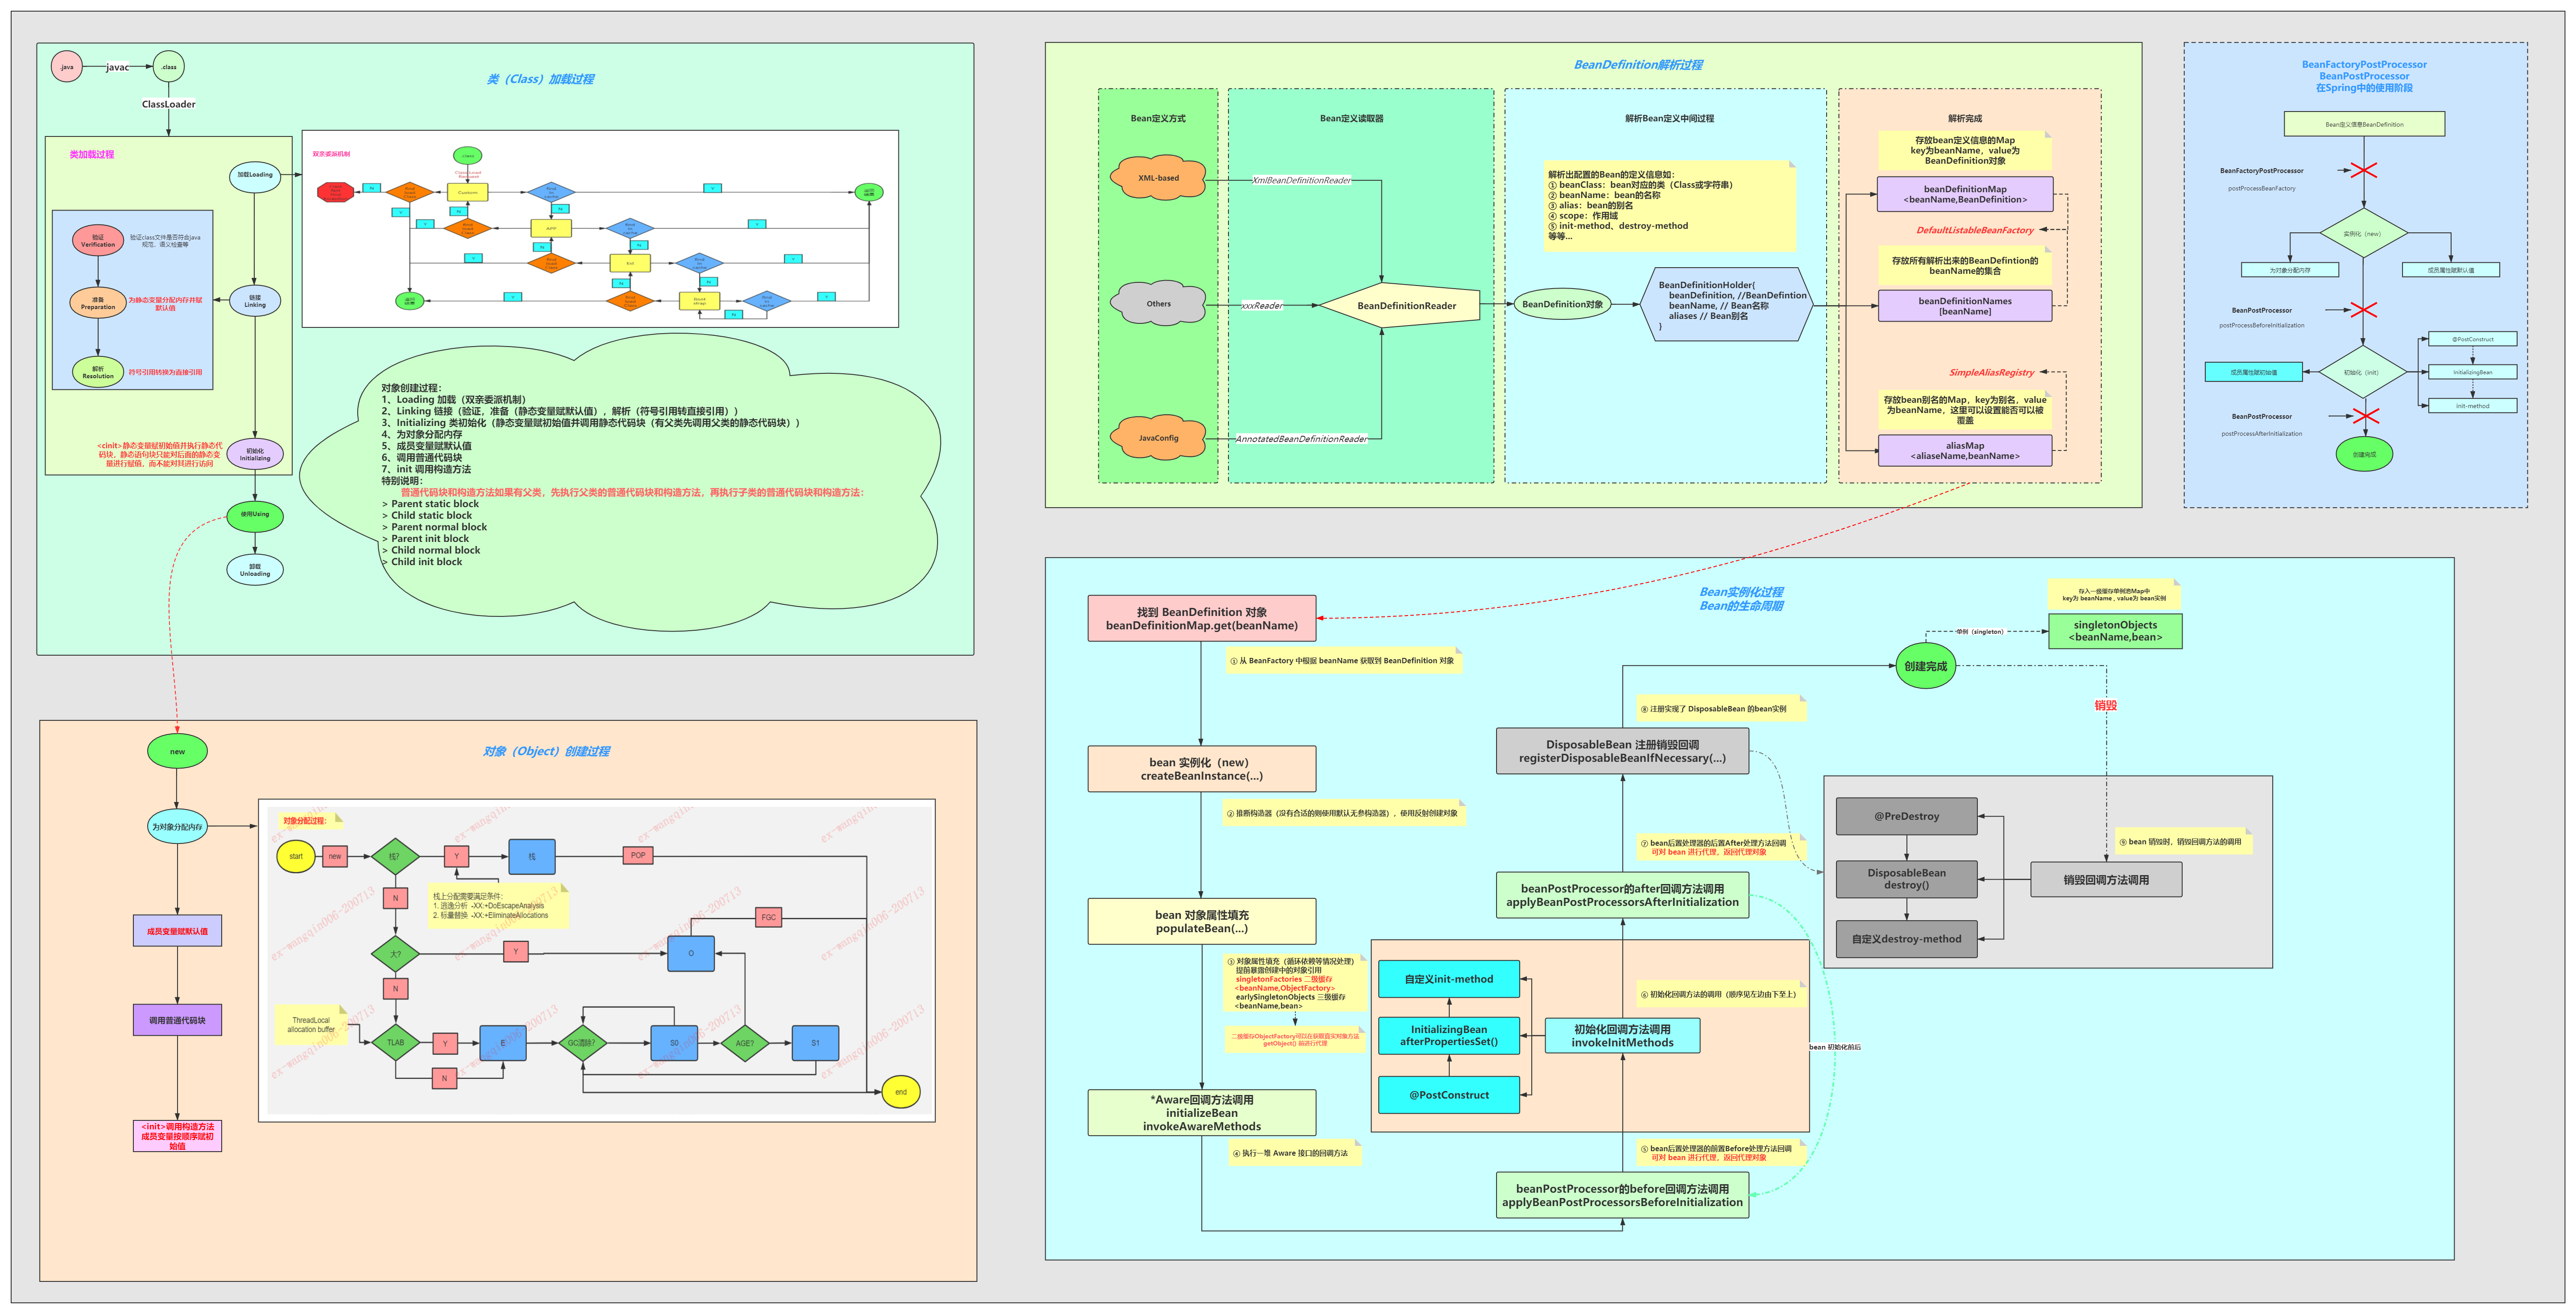 .java
javac
.class
类（Class）加载过程
ClassLoader
类加载过程
加载Loading
验证
Verification
验证class文件是否符合java
规范，语义检查等
准备
Preparation
为静态变量分配内存并赋
默认值
解析
Resolution
符号引用转换为直接引用
链接
Linking
<cinit>静态变量赋初始值并执行静态代
码块，静态语句块只能对后面的静态变
量进行赋值，而不能对其进行访问
初始化
Initializing
使用Using
卸载
Unloading
双亲委派机制
对象创建过程：
1、Loading 加载（双亲委派机制）
2、Linking 链接（验证，准备（静态变量赋默认值），解析（符号引用转直接引用））
3、Initializing 类初始化（静态变量赋初始值并调用静态代码块（有父类先调用父类的静态代码块））
4、为对象分配内存
5、成员变量赋默认值
6、调用普通代码块
7、init 调用构造方法
特别说明：
普通代码块和构造方法如果有父类，先执行父类的普通代码块和构造方法，再执行子类的普通代码块和构造方法：
> Parent static block
> Child static block
> Parent normal block
> Parent init block
> Child normal block
> Child init block
对象（Object）创建过程
new
为对象分配内存
成员变量赋默认值
调用普通代码块
<init>调用构造方法
成员变量按顺序赋初
始值
对象分配过程：
start
new
栈?
Y
栈
POP
N
栈上分配需要满足条件：
1. 逃逸分析 -XX:+DoEscapeAnalysis
2. 标量替换 -XX:+EliminateAllocations
FGC
大?
Y
O
N
ThreadLocal
allocation buffer
TLAB
Y
E
GC清除?
S0
AGE?
S1
N
end
ex-wangqin006-200713
BeanDefinition解析过程
Bean定义方式
XML-based
Others
JavaConfig
Bean定义读取器
XmlBeanDefinitionReader
xxxReader
AnnotatedBeanDefinitionReader
BeanDefinitionReader
解析Bean定义中间过程
解析出配置的Bean的定义信息如：
① beanClass：bean对应的类（Class或字符串）
② beanName：bean的名称
③ alias：bean的别名
④ scope：作用域
⑤ init-method、destroy-method
等等...
BeanDefinition对象
BeanDefinitionHolder{
beanDefinition, //BeanDefintion
beanName, // Bean名称
aliases // Bean别名
}
解析完成
存放bean定义信息的Map
key为beanName，value为
BeanDefinition对象
beanDefinitionMap
<beanName,BeanDefinition>
DefaultListableBeanFactory
存放所有解析出来的BeanDefintion的
beanName的集合
beanDefinitionNames
[beanName]
SimpleAliasRegistry
存放bean别名的Map，key为别名，value
为beanName，这里可以设置能否可以被
覆盖
aliasMap
<aliaseName,beanName>
BeanFactoryPostProcessor
BeanPostProcessor
在Spring中的使用阶段
Bean定义信息BeanDefinition
BeanFactoryPostProcessor
postProcessBeanFactory
实例化（new）
为对象分配内存
成员属性赋默认值
BeanPostProcessor
postProcessBeforeInitialization
@PostConstruct
成员属性赋初始值
初始化（init）
InitializingBean
init-method
BeanPostProcessor
postProcessAfterInitialization
创建完成
Bean实例化过程
Bean的生命周期
找到 BeanDefinition 对象
beanDefinitionMap.get(beanName)
① 从 BeanFactory 中根据 beanName 获取到 BeanDefinition 对象
bean 实例化（new）
createBeanInstance(...)
② 推断构造器（没有合适的则使用默认无参构造器），使用反射创建对象
bean 对象属性填充
populateBean(...)
③ 对象属性填充（循环依赖等情况处理）
提前暴露创建中的对象引用
singletonFactories 二级缓存
<beanName,ObjectFactory>
earlySingletonObjects 三级缓存
<beanName,bean>
二级缓存ObjectFactory可以在获取真实对象方法
getObject() 前进行代理
*Aware回调方法调用
initializeBean
invokeAwareMethods
④ 执行一堆 Aware 接口的回调方法
beanPostProcessor的before回调方法调用
applyBeanPostProcessorsBeforeInitialization
⑤ bean后置处理器的前置Before处理方法回调
可对 bean 进行代理，返回代理对象
自定义init-method
InitializingBean
afterPropertiesSet()
@PostConstruct
初始化回调方法调用
invokeInitMethods
⑥ 初始化回调方法的调用（顺序见左边由下至上）
bean 初始化前后
beanPostProcessor的after回调方法调用
applyBeanPostProcessorsAfterInitialization
⑦ bean后置处理器的后置After处理方法回调
可对 bean 进行代理，返回代理对象
DisposableBean 注册销毁回调
registerDisposableBeanIfNecessary(...)
⑧ 注册实现了 DisposableBean 的bean实例
创建完成
单例（singleton）
存入一级缓存单例池Map中
key为 beanName , value为 bean实例
singletonObjects
<beanName,bean>
销毁
@PreDestroy
DisposableBean
destroy()
自定义destroy-method
⑨ bean 销毁时，销毁回调方法的调用
销毁回调方法调用